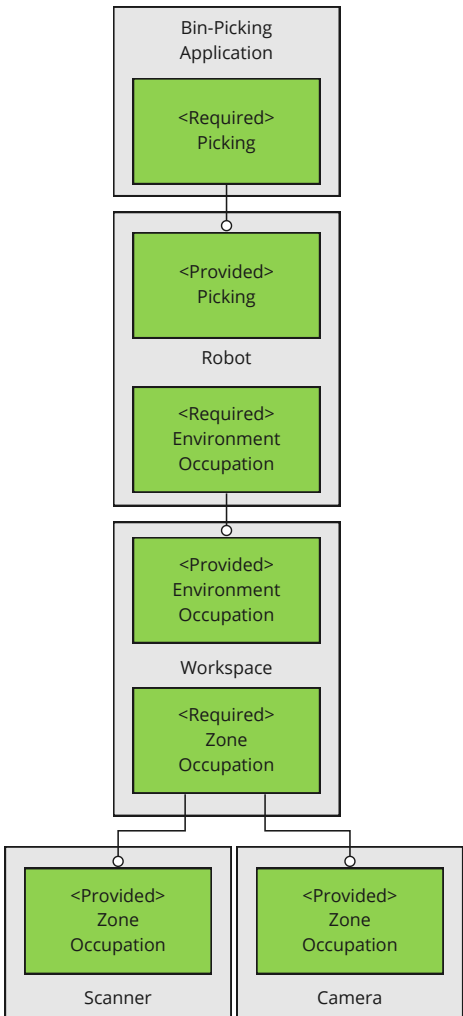 Bin-Picking
Application
<Required>
Picking
<Provided>
Picking
Robot
<Required>
Environment
Occupation
<Provided>
Environment
Occupation
Workspace
<Required>
Zone
Occupation
<Provided>
Zone
Occupation
Scanner
<Provided>
Zone
Occupation
Camera